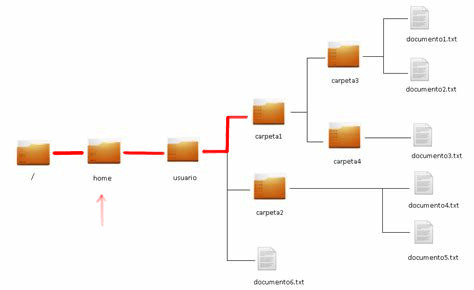 /
home
usuario
carpeta1
carpeta3
documento1.txt
documento2.txt
carpeta4
documento3.txt
carpeta2
documento4.txt
documento5.txt
documento6.txt